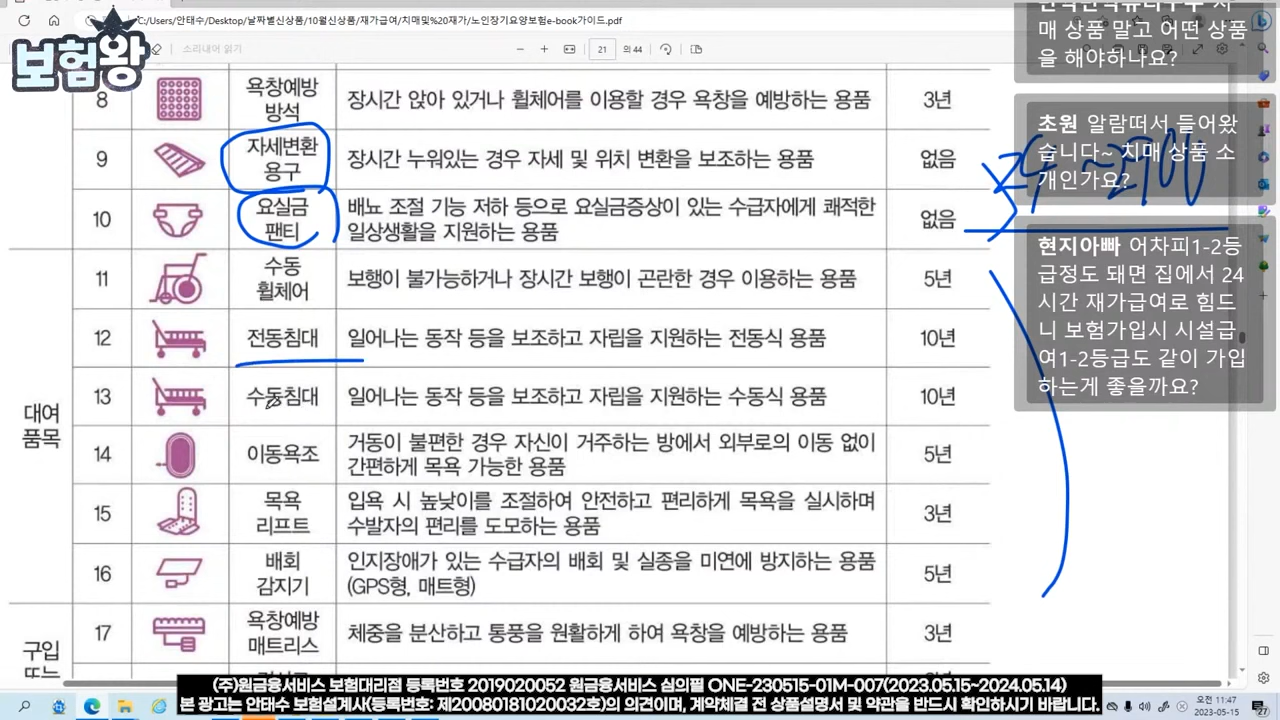 C:/Users/안태수/Desktop/날짜별신상품/10월신상품/재가급여/치매및%20재가/노인장기요양보험e-book가이드.pdf
보험왕
소리내어 읽기
21 의 44
8 욕창예방 방석 장시간 앉아 있거나 휠체어를 이용할 경우 욕창을 예방하는 용품 3년
9 자세변환 용구 장시간 누워있는 경우 자세 및 위치 변환을 보조하는 용품 없음
10 요실금 팬티 배뇨 조절 기능 저하 등으로 요실금증상이 있는 수급자에게 쾌적한
일상생활을 지원하는 용품 없음
대여
품목
11 수동 휠체어 보행이 불가능하거나 장시간 보행이 곤란한 경우 이용하는 용품 5년
12 전동침대 일어나는 동작 등을 보조하고 자립을 지원하는 전동식 용품 10년
13 수동침대 일어나는 동작 등을 보조하고 자립을 지원하는 수동식 용품 10년
14 이동욕조 거동이 불편한 경우 자신이 거주하는 방에서 외부로의 이동 없이
간편하게 목욕 가능한 용품 5년
15 목욕 리프트 입욕 시 높낮이를 조절하여 안전하고 편리하게 목욕을 실시하며
수발자의 편리를 도모하는 용품 3년
16 배회 감지기 인지장애가 있는 수급자의 배회 및 실종을 미연에 방지하는 용품
(GPS형, 매트형) 5년
구입
또는
17 욕창예방 매트리스 체중을 분산하고 통풍을 원활하게 하여 욕창을 예방하는 용품 3년
매 상품 말고 어떤 상품
을 해야하나요?
초원 알람떠서 들어왔
습니다~ 치매 상품 소
개인가요?
현지아빠 어차피1-2등
급정도 돼면 집에서 24
시간 재가급여로 힘드
니 보험가입시 시설급
여1-2등급도 같이 가입
하는게 좋을까요?
(주)원금융서비스 보험대리점 등록번호 2019020052 원금융서비스 심의필 ONE-230515-01M-007(2023.05.15~2024.05.14)
본 광고는 안태수 보험설계사(등록번호: 제20080181020032호)의 의견이며, 계약체결 전 상품설명서 및 약관을 반드시 확인하시기 바랍니다.
오전 11:47
2023-05-15
27